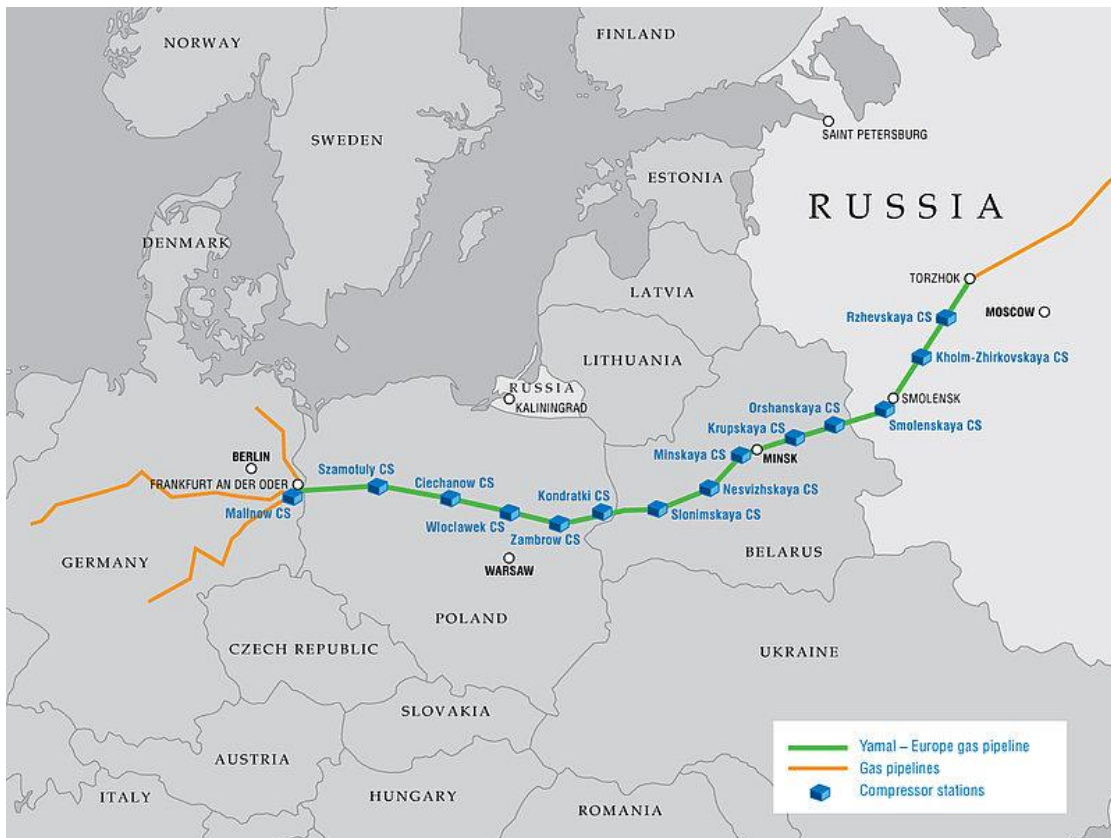 NORWAY
FINLAND
SWEDEN
SAINT PETERSBURG
ESTONIA
RUSSIA
DENMARK
TORZHOK
LATVIA
Rzhevskaya CS
MOSCOW
LITHUANIA
Kholm-Zhirkovskaya CS
RUSSIA
KALININGRAD
SMOLENSK
Orshanskaya CS
Smolenskaya CS
Krupskaya CS
BERLIN
Minskaya CS
MINSK
Szamotuly CS
FRANKFURT AN DER ODER
Ciechanow CS
Nesvizhskaya CS
Kondratki CS
Mallnow CS
Slonimskaya CS
Wloclawek CS
Zambrow CS
BELARUS
GERMANY
WARSAW
POLAND
CZECH REPUBLIC
UKRAINE
SLOVAKIA
AUSTRIA
Yamal – Europe gas pipeline
Gas pipelines
Compressor stations
ITALY
HUNGARY
ROMANIA